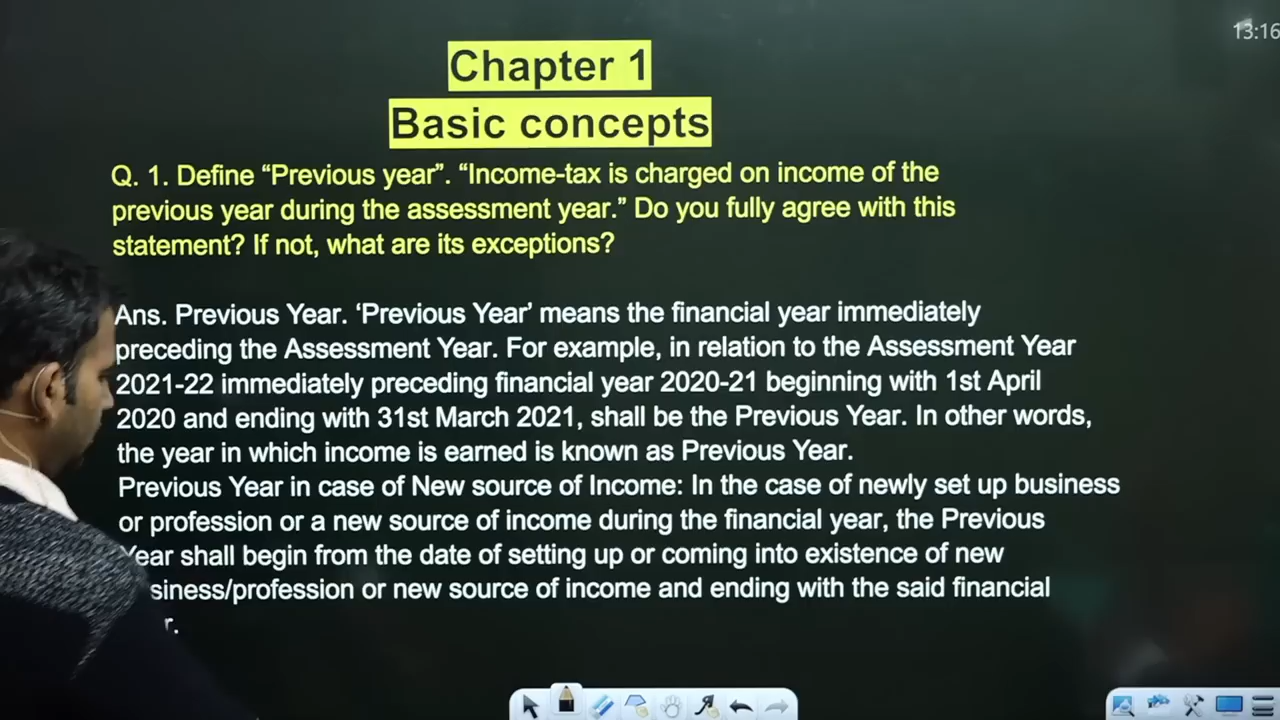 13:16
Chapter 1
Basic concepts
Q. 1. Define “Previous year”. “Income-tax is charged on income of the
previous year during the assessment year.” Do you fully agree with this
statement? If not, what are its exceptions?
Ans. Previous Year. ‘Previous Year’ means the financial year immediately
preceding the Assessment Year. For example, in relation to the Assessment Year
2021-22 immediately preceding financial year 2020-21 beginning with 1st April
2020 and ending with 31st March 2021, shall be the Previous Year. In other words,
the year in which income is earned is known as Previous Year.
Previous Year in case of New source of Income: In the case of newly set up business
or profession or a new source of income during the financial year, the Previous
Year shall begin from the date of setting up or coming into existence of new
siness/profession or new source of income and ending with the said financial
r.